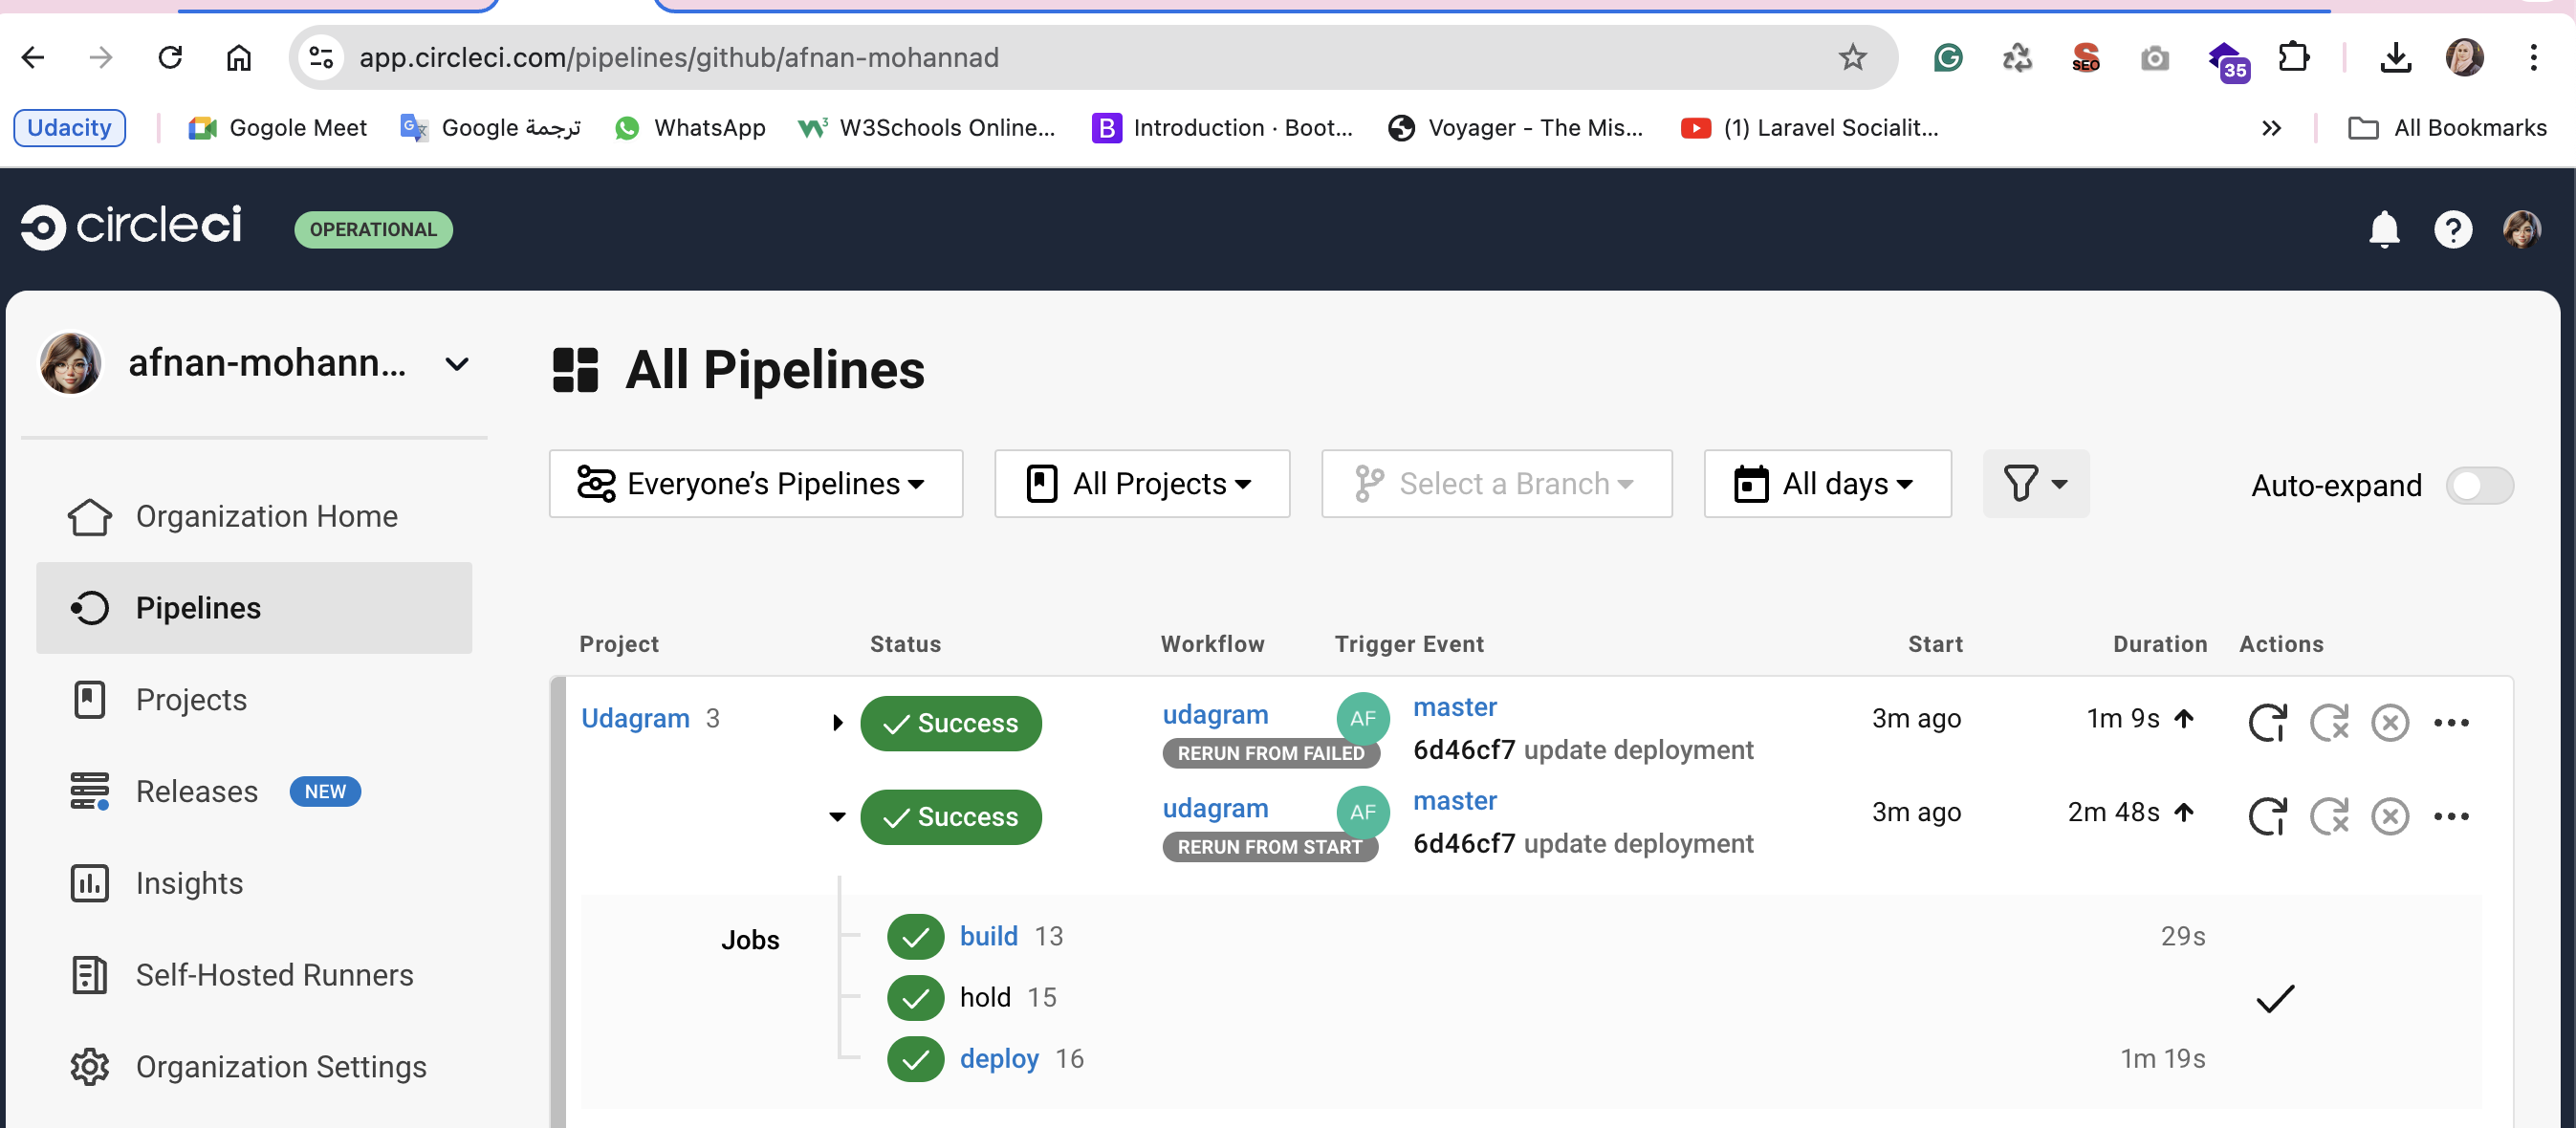 app.circleci.com/pipelines/github/afnan-mohannad
SEO
35
Udacity
Gogole Meet
Google ترجمة
WhatsApp
W3Schools Online...
B Introduction · Boot...
Voyager - The Mis...
(1) Laravel Socialit...
All Bookmarks
circleci
OPERATIONAL
afnan-mohann...
All Pipelines
Everyone’s Pipelines
All Projects
Select a Branch
All days
Auto-expand
Organization Home
Pipelines
Projects
Releases NEW
Insights
Self-Hosted Runners
Organization Settings
Project Status Workflow Trigger Event Start Duration Actions
Udagram 3 Success udagram AF master 3m ago 1m 9s
RERUN FROM FAILED 6d46cf7 update deployment
Success udagram AF master 3m ago 2m 48s
RERUN FROM START 6d46cf7 update deployment
Jobs
build 13 29s
hold 15
deploy 16 1m 19s